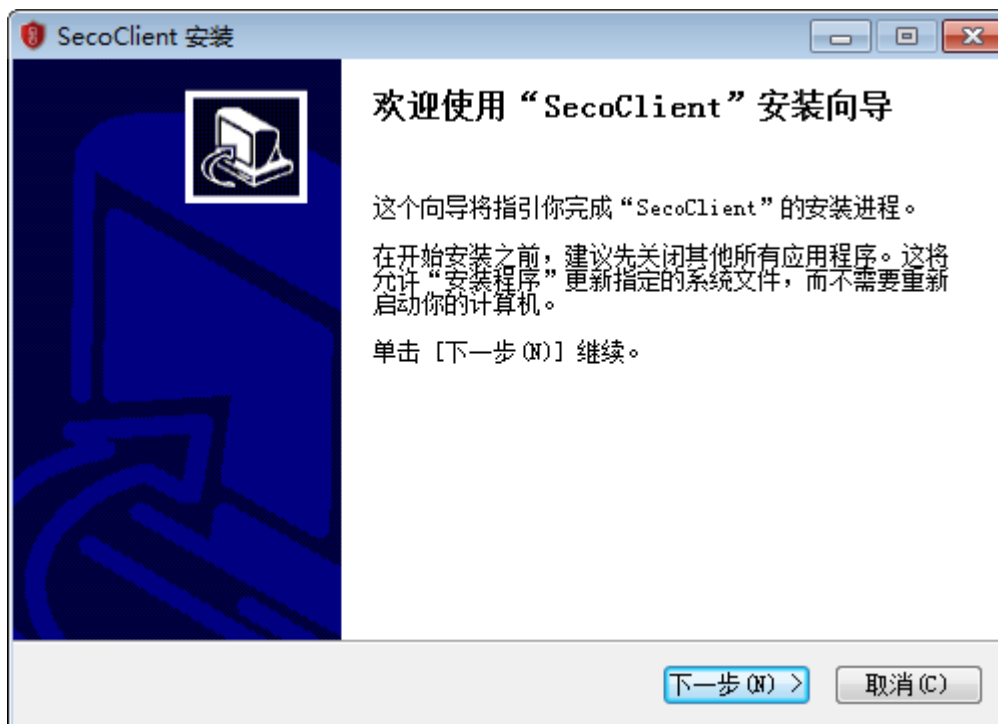 SecoClient 安装
欢迎使用“SecoClient”安装向导
这个向导将指引你完成“SecoClient”的安装进程。
在开始安装之前，建议先关闭其他所有应用程序。这将
允许“安装程序”更新指定的系统文件，而不需要重新
启动你的计算机。
单击 [下一步(N)] 继续。
下一步(N) >
取消(C)